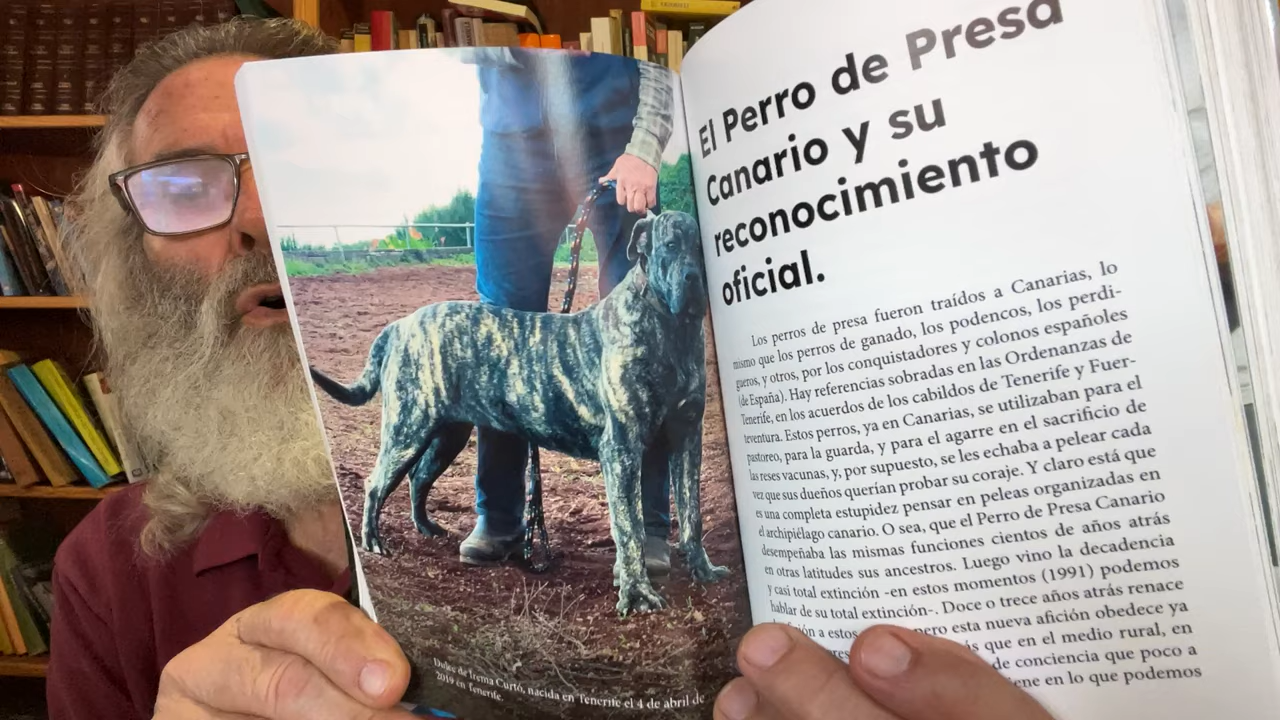 Dulce de Irema Curtó, nacida en Tenerife el 4 de abril de
2019 en Tenerife.
El Perro de Presa
Canario y su
reconocimiento
oficial.
Los perros de presa fueron traídos a Canarias, lo
mismo que los perros de ganado, los podencos, los perdi-
gueros, y otros, por los conquistadores y colonos españoles
(de España). Hay referencias sobradas en las Ordenanzas de
Tenerife, en los acuerdos de los cabildos de Tenerife y Fuer-
teventura. Estos perros, ya en Canarias, se utilizaban para el
pastoreo, para la guarda, y para el agarre en el sacrificio de
las reses vacunas, y, por supuesto, se les echaba a pelear cada
vez que sus dueños querían probar su coraje. Y claro está que
es una completa estupidez pensar en peleas organizadas en
el archipiélago canario. O sea, que el Perro de Presa Canario
desempeñaba las mismas funciones cientos de años atrás
en otras latitudes sus ancestros. Luego vino la decadencia
y casi total extinción -en estos momentos (1991) podemos
hablar de su total extinción-. Doce o trece años atrás renace
a estos pero esta nueva afición obedece ya
que en el medio rural, en
de conciencia que poco a
en lo que podemos